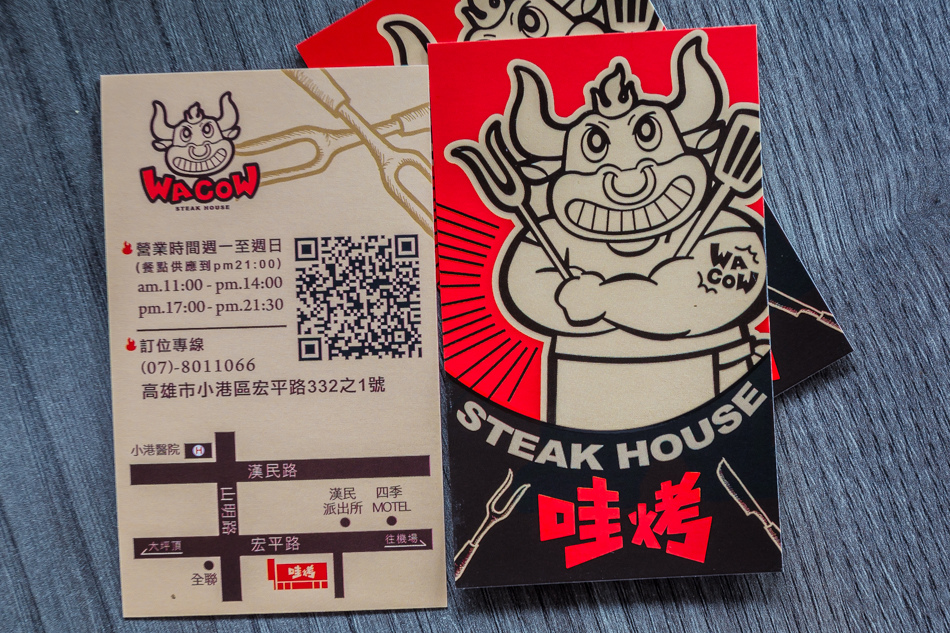 WACOW
STEAK HOUSE
營業時間週一至週日
(餐點供應到pm21:00)
am.11:00 - pm.14:00
pm.17:00 - pm.21:30
訂位專線
(07)-8011066
高雄市小港區宏平路332之1號
小港醫院
H
漢民路
山明路
漢民
派出所
四季
MOTEL
大坪頂
宏平路
往機場
全聯
哇烤
WA
COW
STEAK HOUSE
哇烤